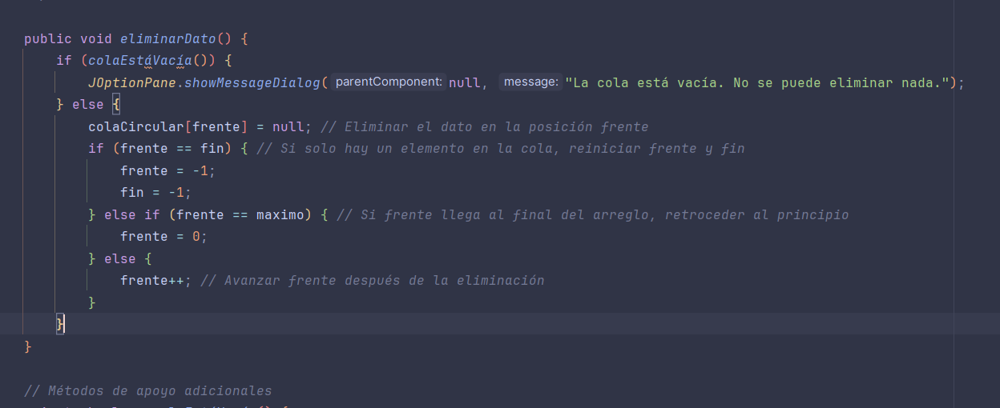 public void eliminarDato() {
if (colaEstáVacía()) {
JOptionPane.showMessageDialog( parentComponent: null, message: "La cola está vacía. No se puede eliminar nada.");
} else {
colaCircular[frente] = null; // Eliminar el dato en la posición frente
if (frente == fin) { // Si solo hay un elemento en la cola, reiniciar frente y fin
frente = -1;
fin = -1;
} else if (frente == maximo) { // Si frente llega al final del arreglo, retroceder al principio
frente = 0;
} else {
frente++; // Avanzar frente después de la eliminación
}
}
}
// Métodos de apoyo adicionales